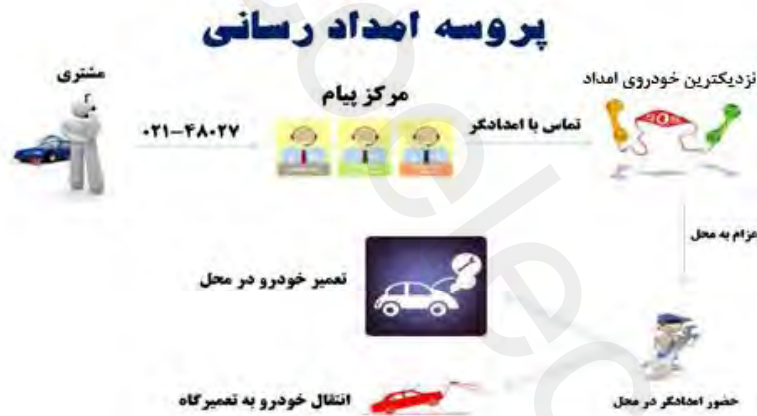 پروسه امداد رسانی
مشتری
۰۲۱-۴۸۰۲۷
مرکز پیام
تماس با امدادگر
نزدیکترین خودروی امداد
عزام به محل
حضور امدادگر در محل
تعمیر خودرو در محل
انتقال خودرو به تعمیرگاه